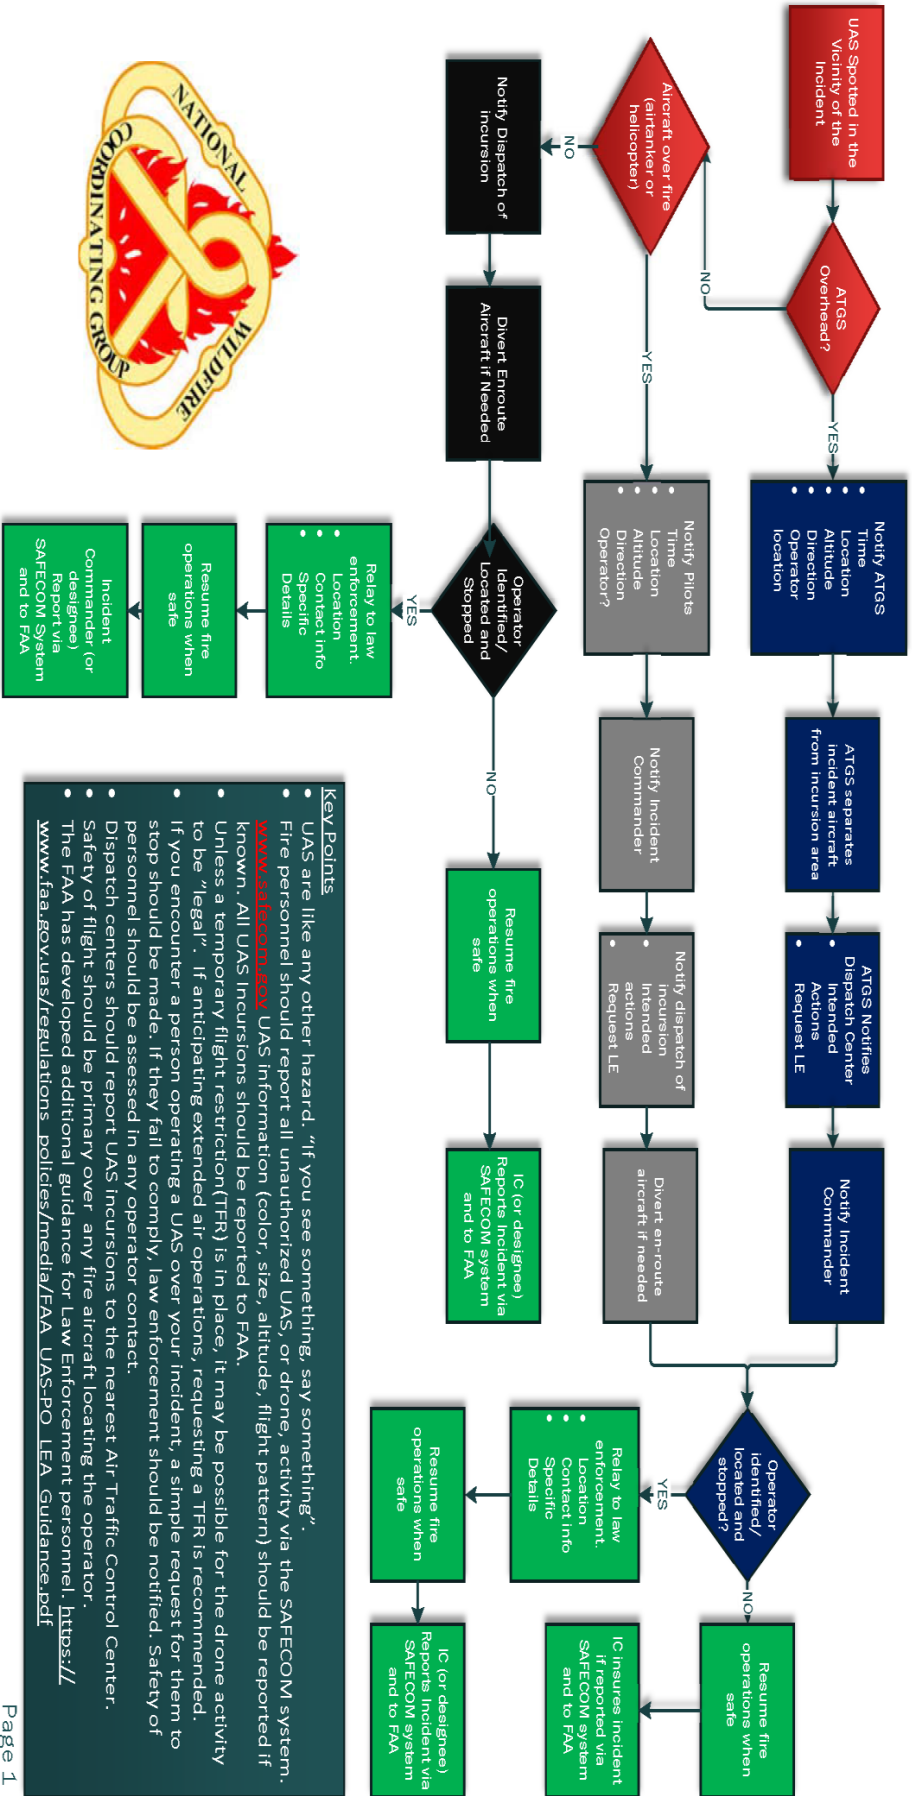 UAS Spotted in the
Vicinity of the
Incident
ATGS
Overhead?
YES
Notify ATGS
• Time
• Location
• Altitude
• Direction
• Operator
location
ATGS separates
incident aircraft
from incursion area
ATGS Notifies
Dispatch Center
• Intended
Actions
• Request LE
Notify Incident
Commander
NO
Aircraft over fire
(airtanker or
helicopter)
YES
Notify Pilots
• Time
• Location
• Altitude
• Direction
Operator?
Notify Incident
Commander
Notify dispatch of
incursion
• Intended
actions
• Request LE
Divert en-route
aircraft if needed
Operator
identified/
located and
stopped?
NO
Resume fire
operations when
safe
IC insures incident
if reported via
SAFECOM system
and to FAA
YES
Relay to law
enforcement.
• Location
• Contact info
• Specific
Details
Resume fire
operations when
safe
IC (or designee)
Reports Incident via
SAFECOM system
and to FAA
NO
Notify Dispatch of
incursion
Divert Enroute
Aircraft if Needed
Operator
Identified/
Located and
Stopped
NO
Resume fire
operations when
safe
IC (or designee)
Reports Incident via
SAFECOM system
and to FAA
YES
Relay to law
enforcement.
• Location
• Contact info
• Specific
Details
Resume fire
operations when
safe
Incident
Commander (or
designee)
Report via
SAFECOM System
and to FAA
NATIONAL
WILDFIRE
COORDINATING GROUP
Key Points
• UAS are like any other hazard. "If you see something, say something".
• Fire personnel should report all unauthorized UAS, or drone, activity via the SAFECOM system.
www.safecom.gov UAS information (color, size, altitude, flight pattern) should be reported if
known. All UAS Incursions should be reported to FAA.
• Unless a temporary flight restriction(TFR) is in place, it may be possible for the drone activity
to be "legal". If anticipating extended air operations, requesting a TFR is recommended.
• If you encounter a person operating a UAS over your incident, a simple request for them to
stop should be made. If they fail to comply, law enforcement should be notified. Safety of
personnel should be assessed in any operator contact.
• Dispatch centers should report UAS incursions to the nearest Air Traffic Control Center.
• Safety of flight should be primary over any fire aircraft locating the operator.
• The FAA has developed additional guidance for Law Enforcement personnel. https://
www.faa.gov.uas/regulations_policies/media/FAA_UAS-PO_LEA_Guidance.pdf
Page 1